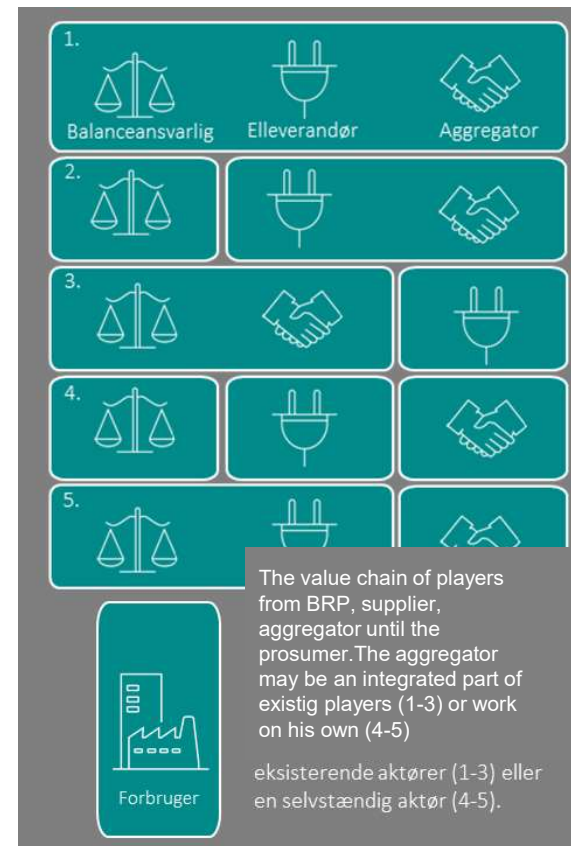 1.
Balanceansvarlig Elleverandør Aggregator
2.
3.
4.
5.
The value chain of players
from BRP, supplier,
aggregator until the
prosumer.The aggregator
may be an integrated part of
existig players (1-3) or work
on his own (4-5)
eksisterende aktører (1-3) eller
en selvstændig aktør (4-5).
Forbruger